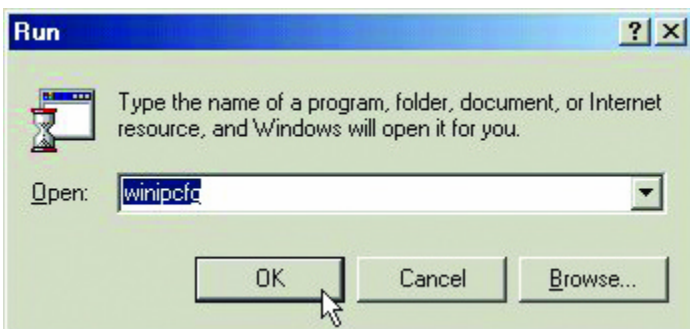 Run
Type the name of a program, folder, document, or Internet
resource, and Windows will open it for you.
Open: winipcfg
OK Cancel Browse...